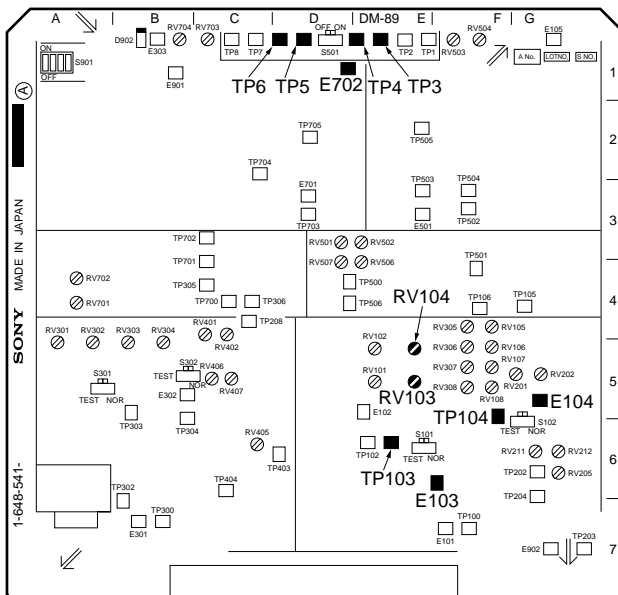 A B C D DM-89 E F G
RV704 RV703 OFF ON RV504 E105
D902 E303 TP8 TP7 S501 TP2 TP1 RV503
ON S901 OFF
A No. LOTNO, S NO.
TP6 TP5 TP4 TP3
E702
E901
1
A
TP705 TP505
2
TP704
E701 TP503 TP504
TP703 E501 TP502
3
TP702 RV501 RV502
TP701 RV507 RV506 TP501
RV702
TP305 TP500
RV701 TP700 TP306 TP506 TP106 TP105
4
RV104
TP208
RV301 RV302 RV303 RV304 RV401 RV402
RV102 RV305 RV105
RV306 RV106
S301 S302 RV406 RV101 RV307 RV107 RV202
TEST NOR
TEST NOR
E302 RV407 RV103 RV308 RV108 RV201
5
E104
TP303 TP304 E102 TP104 S102
TEST NOR
RV405 TP102 S101
TEST NOR
RV211 RV212
TP403 TP103 TP202 RV205
6
TP404 E103 TP204
TP302
E301 TP300 E101 TP100
E902 TP203
7
SONY MADE IN JAPAN
1-648-541-